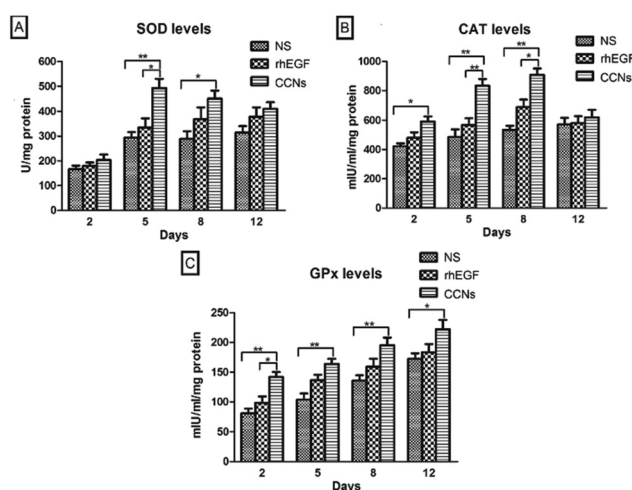 A
SOD levels
NS
rhEGF
CCNs
U/mg protein
600
500
400
300
200
100
0
**
*
*
2
5
8
12
Days
B
CAT levels
NS
rhEGF
CCNs
mIU/ml/mg protein
1000
800
600
400
200
0
*
**
**
**
*
2
5
8
12
Days
C
GPx levels
NS
rhEGF
CCNs
mIU/ml/mg protein
250
200
150
100
50
0
**
*
**
**
*
2
5
8
12
Days